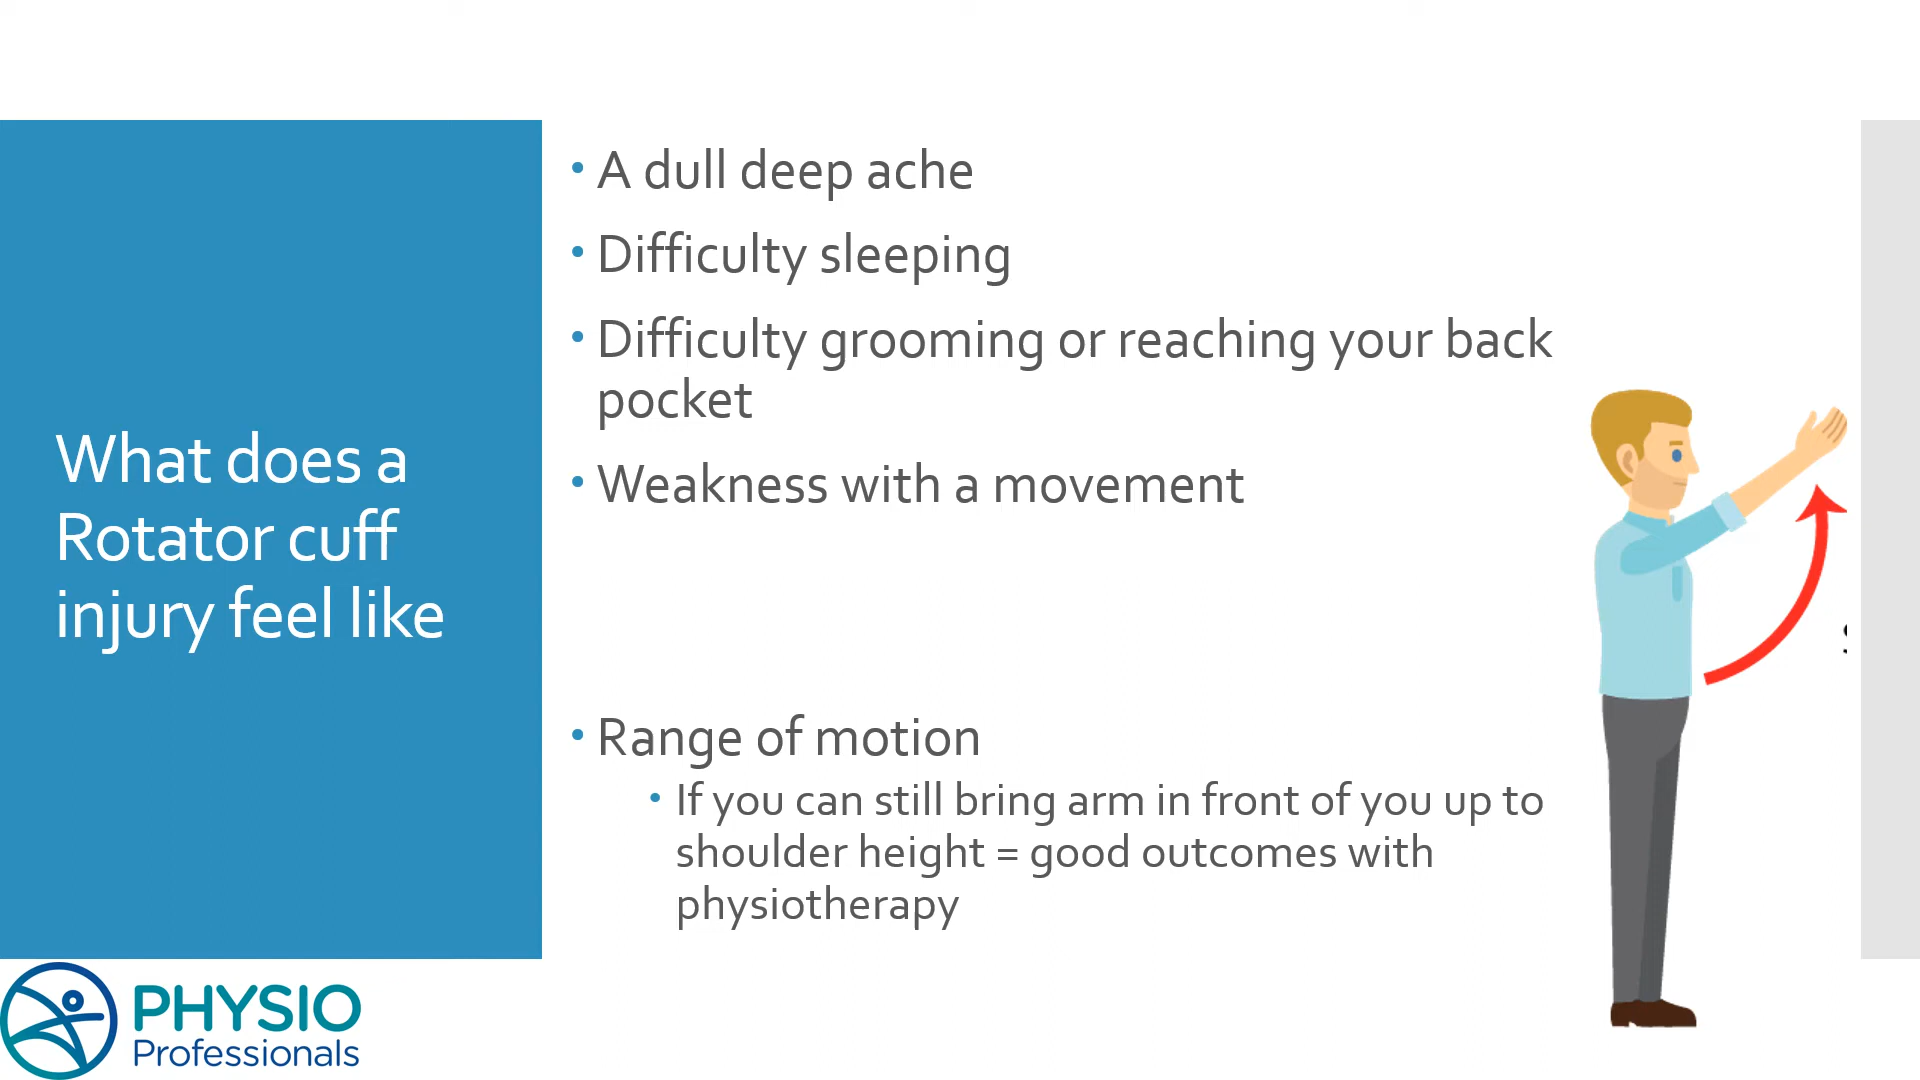 What does a
Rotator cuff
injury feel like
• A dull deep ache
• Difficulty sleeping
• Difficulty grooming or reaching your back
pocket
• Weakness with a movement
• Range of motion
• If you can still bring arm in front of you up to
shoulder height = good outcomes with
physiotherapy
PHYSIO
Professionals